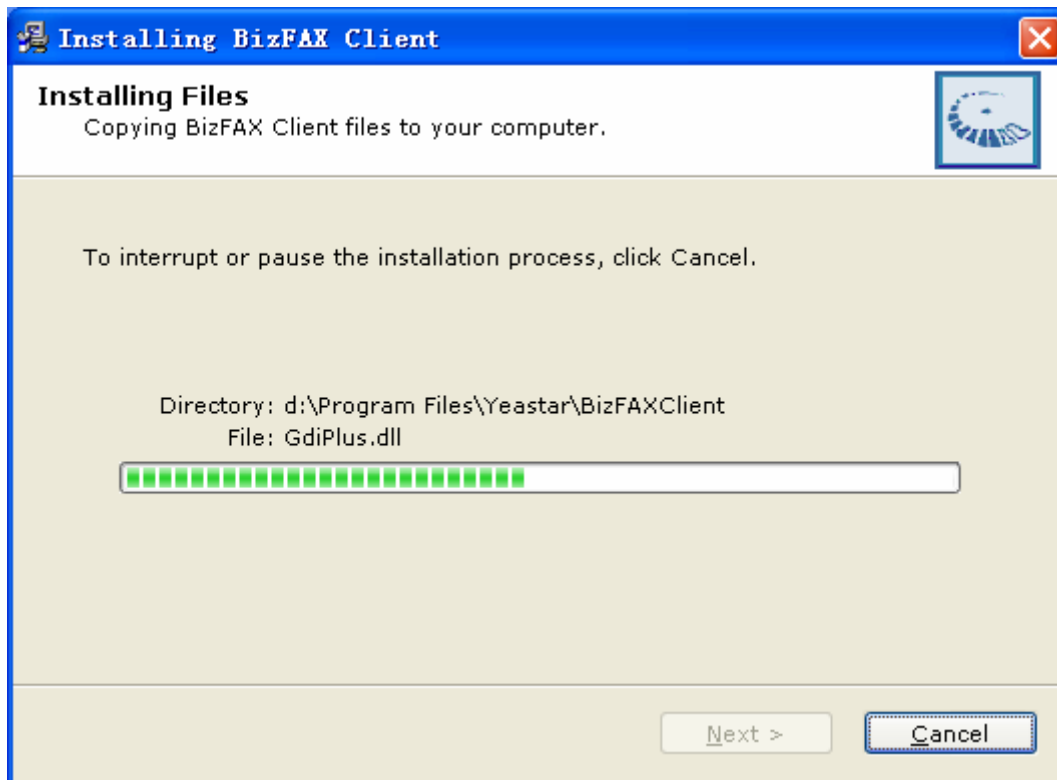 Installing BizFAX Client
Installing Files
Copying BizFAX Client files to your computer.
To interrupt or pause the installation process, click Cancel.
Directory: d:\Program Files\Yeastar\BizFAXClient
File: GdiPlus.dll
Next >
Cancel